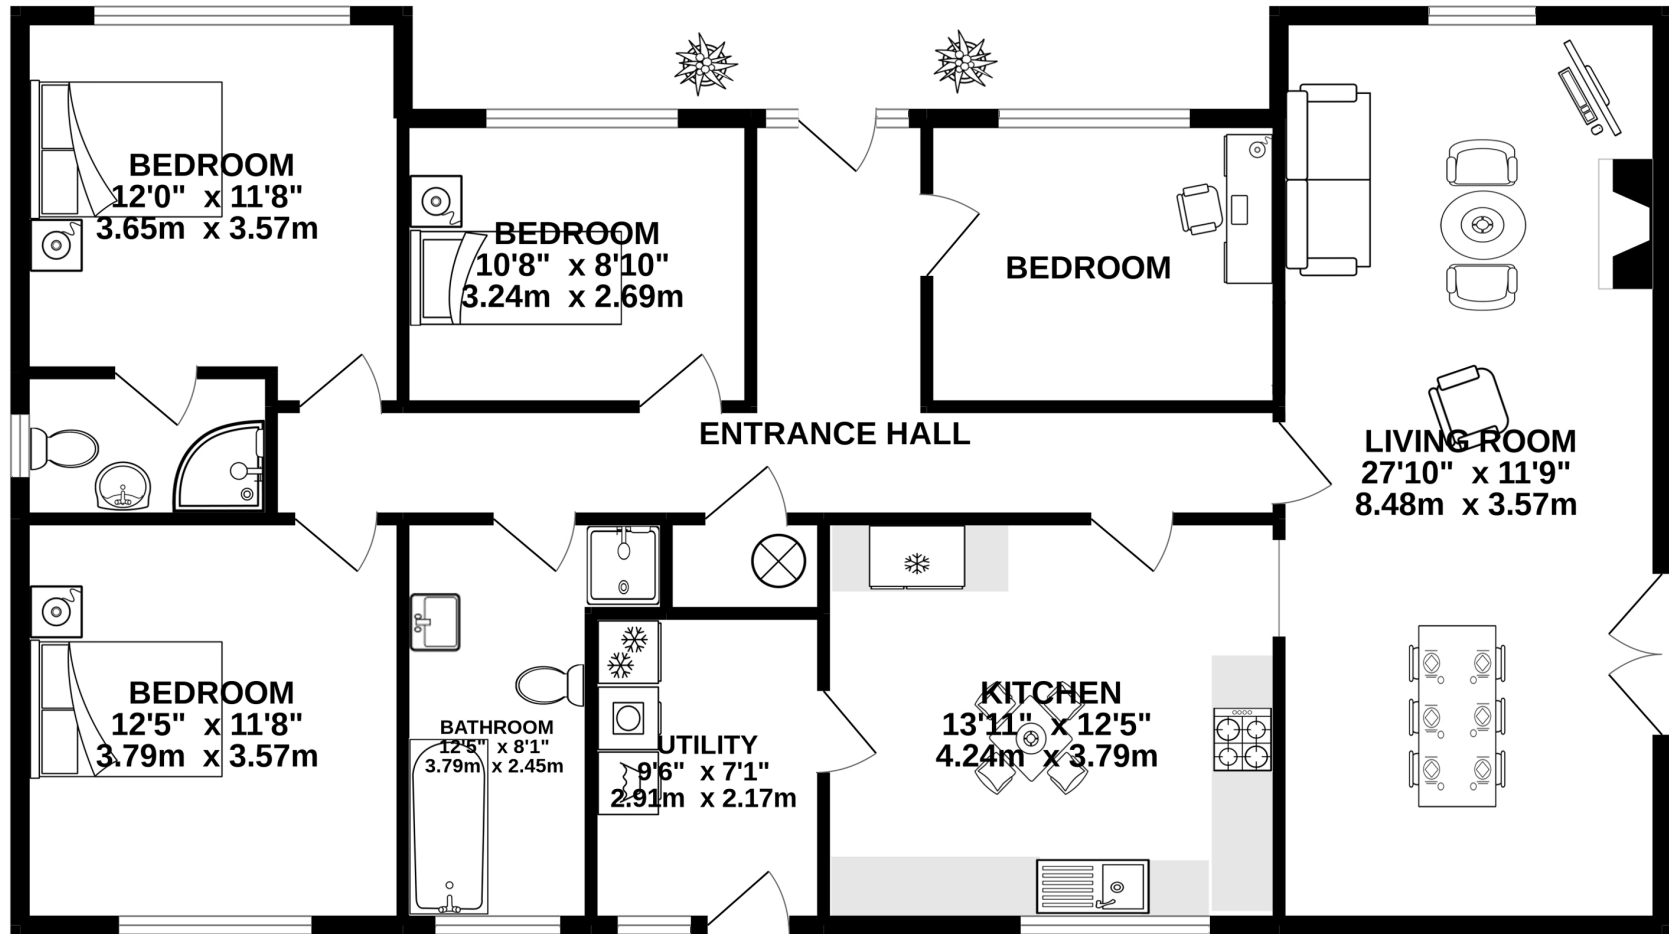 BEDROOM
12'0" x 11'8"
3.65m x 3.57m
BEDROOM
10'8" x 8'10"
3.24m x 2.69m
BEDROOM
ENTRANCE HALL
LIVING ROOM
27'10" x 11'9"
8.48m x 3.57m
BEDROOM
12'5" x 11'8"
3.79m x 3.57m
BATHROOM
12'5" x 8'1"
3.79m x 2.45m
UTILITY
9'6" x 7'1"
2.91m x 2.17m
KITCHEN
13'11" x 12'5"
4.24m x 3.79m